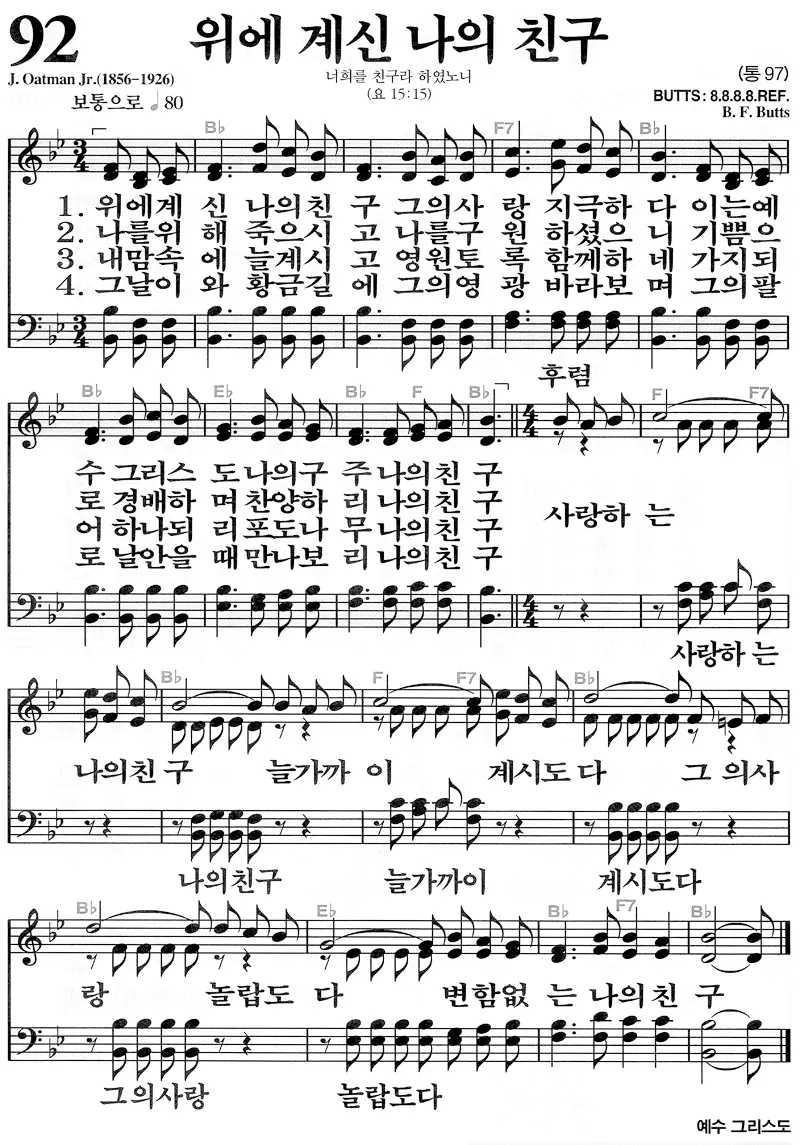 92 위에 계신 나의 친구
J. Oatman Jr.(1856-1926) 너희를 친구라 하였노니 (통 97)
(요 15:15) BUTTS : 8.8.8.8.REF.
보통으로 ♩80 B. F. Butts
B♭ F7 B♭
3/4
1. 위에계 신 나의친 구 그의사 랑 지극하 다 이는예
2. 나를위 해 죽으시 고 나를구 원 하셨으 니 기쁨으
3. 내맘속 에 늘계시 고 영원토 록 함께하 네 가지되
4. 그날이 와 황금길 에 그의영 광 바라보 며 그의팔
3/4
후렴
B♭ E♭ B♭ F B♭ F F7
4/4
수 그리스 도 나의구 주 나의친 구
로 경배하 며 찬양하 리 나의친 구
어 하나되 리 포도나 무 나의친 구
로 날안을 때 만나보 리 나의친 구
사랑하 는
4/4
사랑하 는
B♭ F F7 B♭
나의친 구 늘가까 이 계시도 다 그 의사
나의친구 늘가까이 계시도다
B♭ E♭ B♭ F7 B♭
랑 놀랍도 다 변함없 는 나의친 구
그의사랑 놀랍도다
예수 그리스도